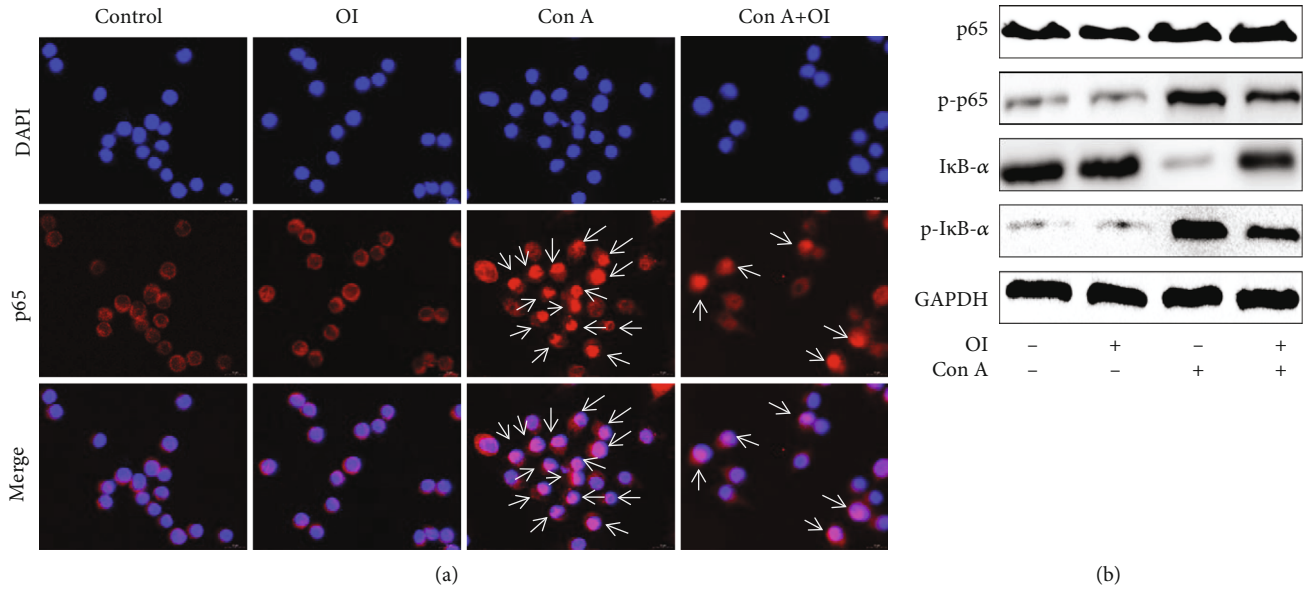 Control OI Con A Con A+OI
DAPI
p65
Merge
(a)
p65
p-p65
IκB-α
p-IκB-α
GAPDH
OI – + – +
Con A – – + +
(b)